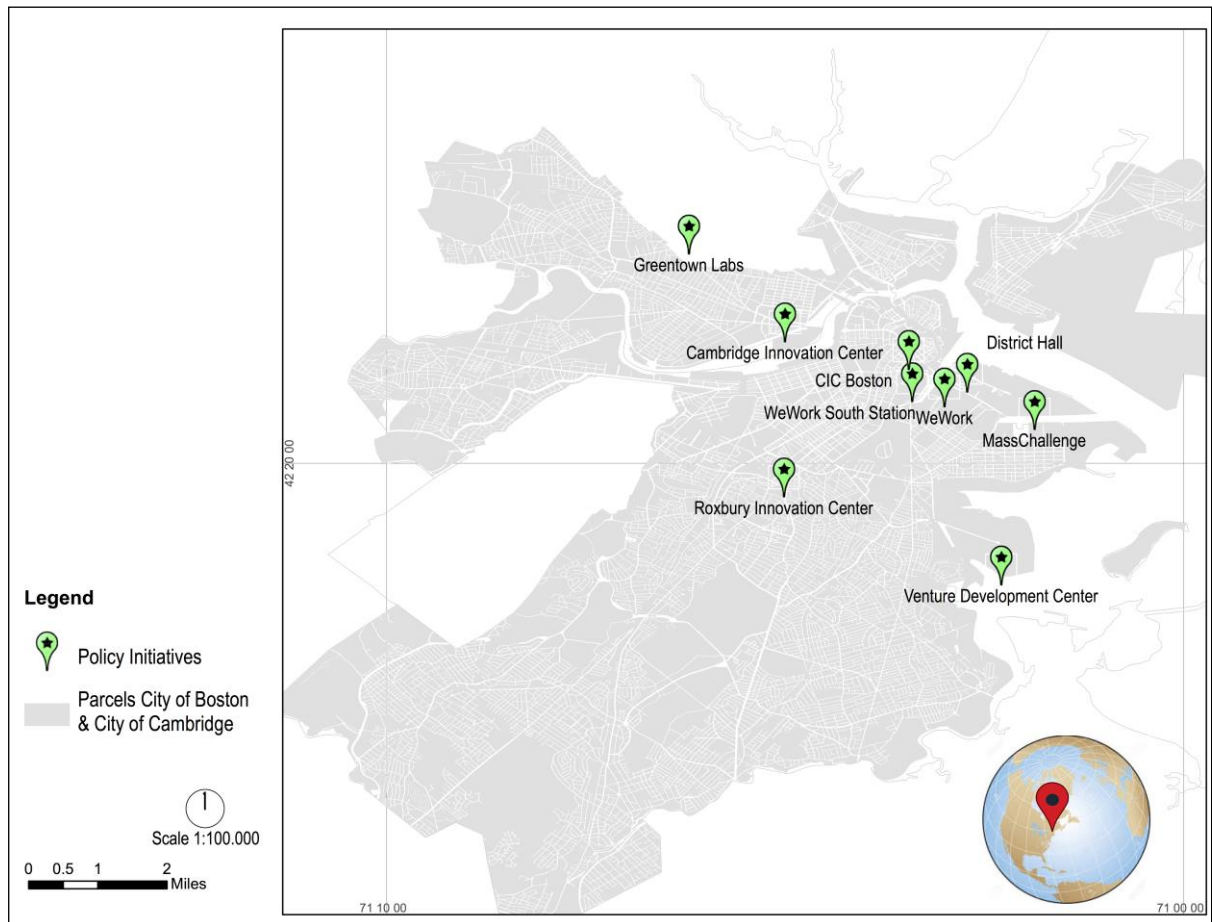 Greentown Labs
Cambridge Innovation Center
District Hall
CIC Boston
WeWork South Station
WeWork
MassChallenge
42 20 00
Roxbury Innovation Center
Venture Development Center
Legend
Policy Initiatives
Parcels City of Boston
& City of Cambridge
Scale 1:100.000
0 0.5 1 2
Miles
71 10 00
71 00 00